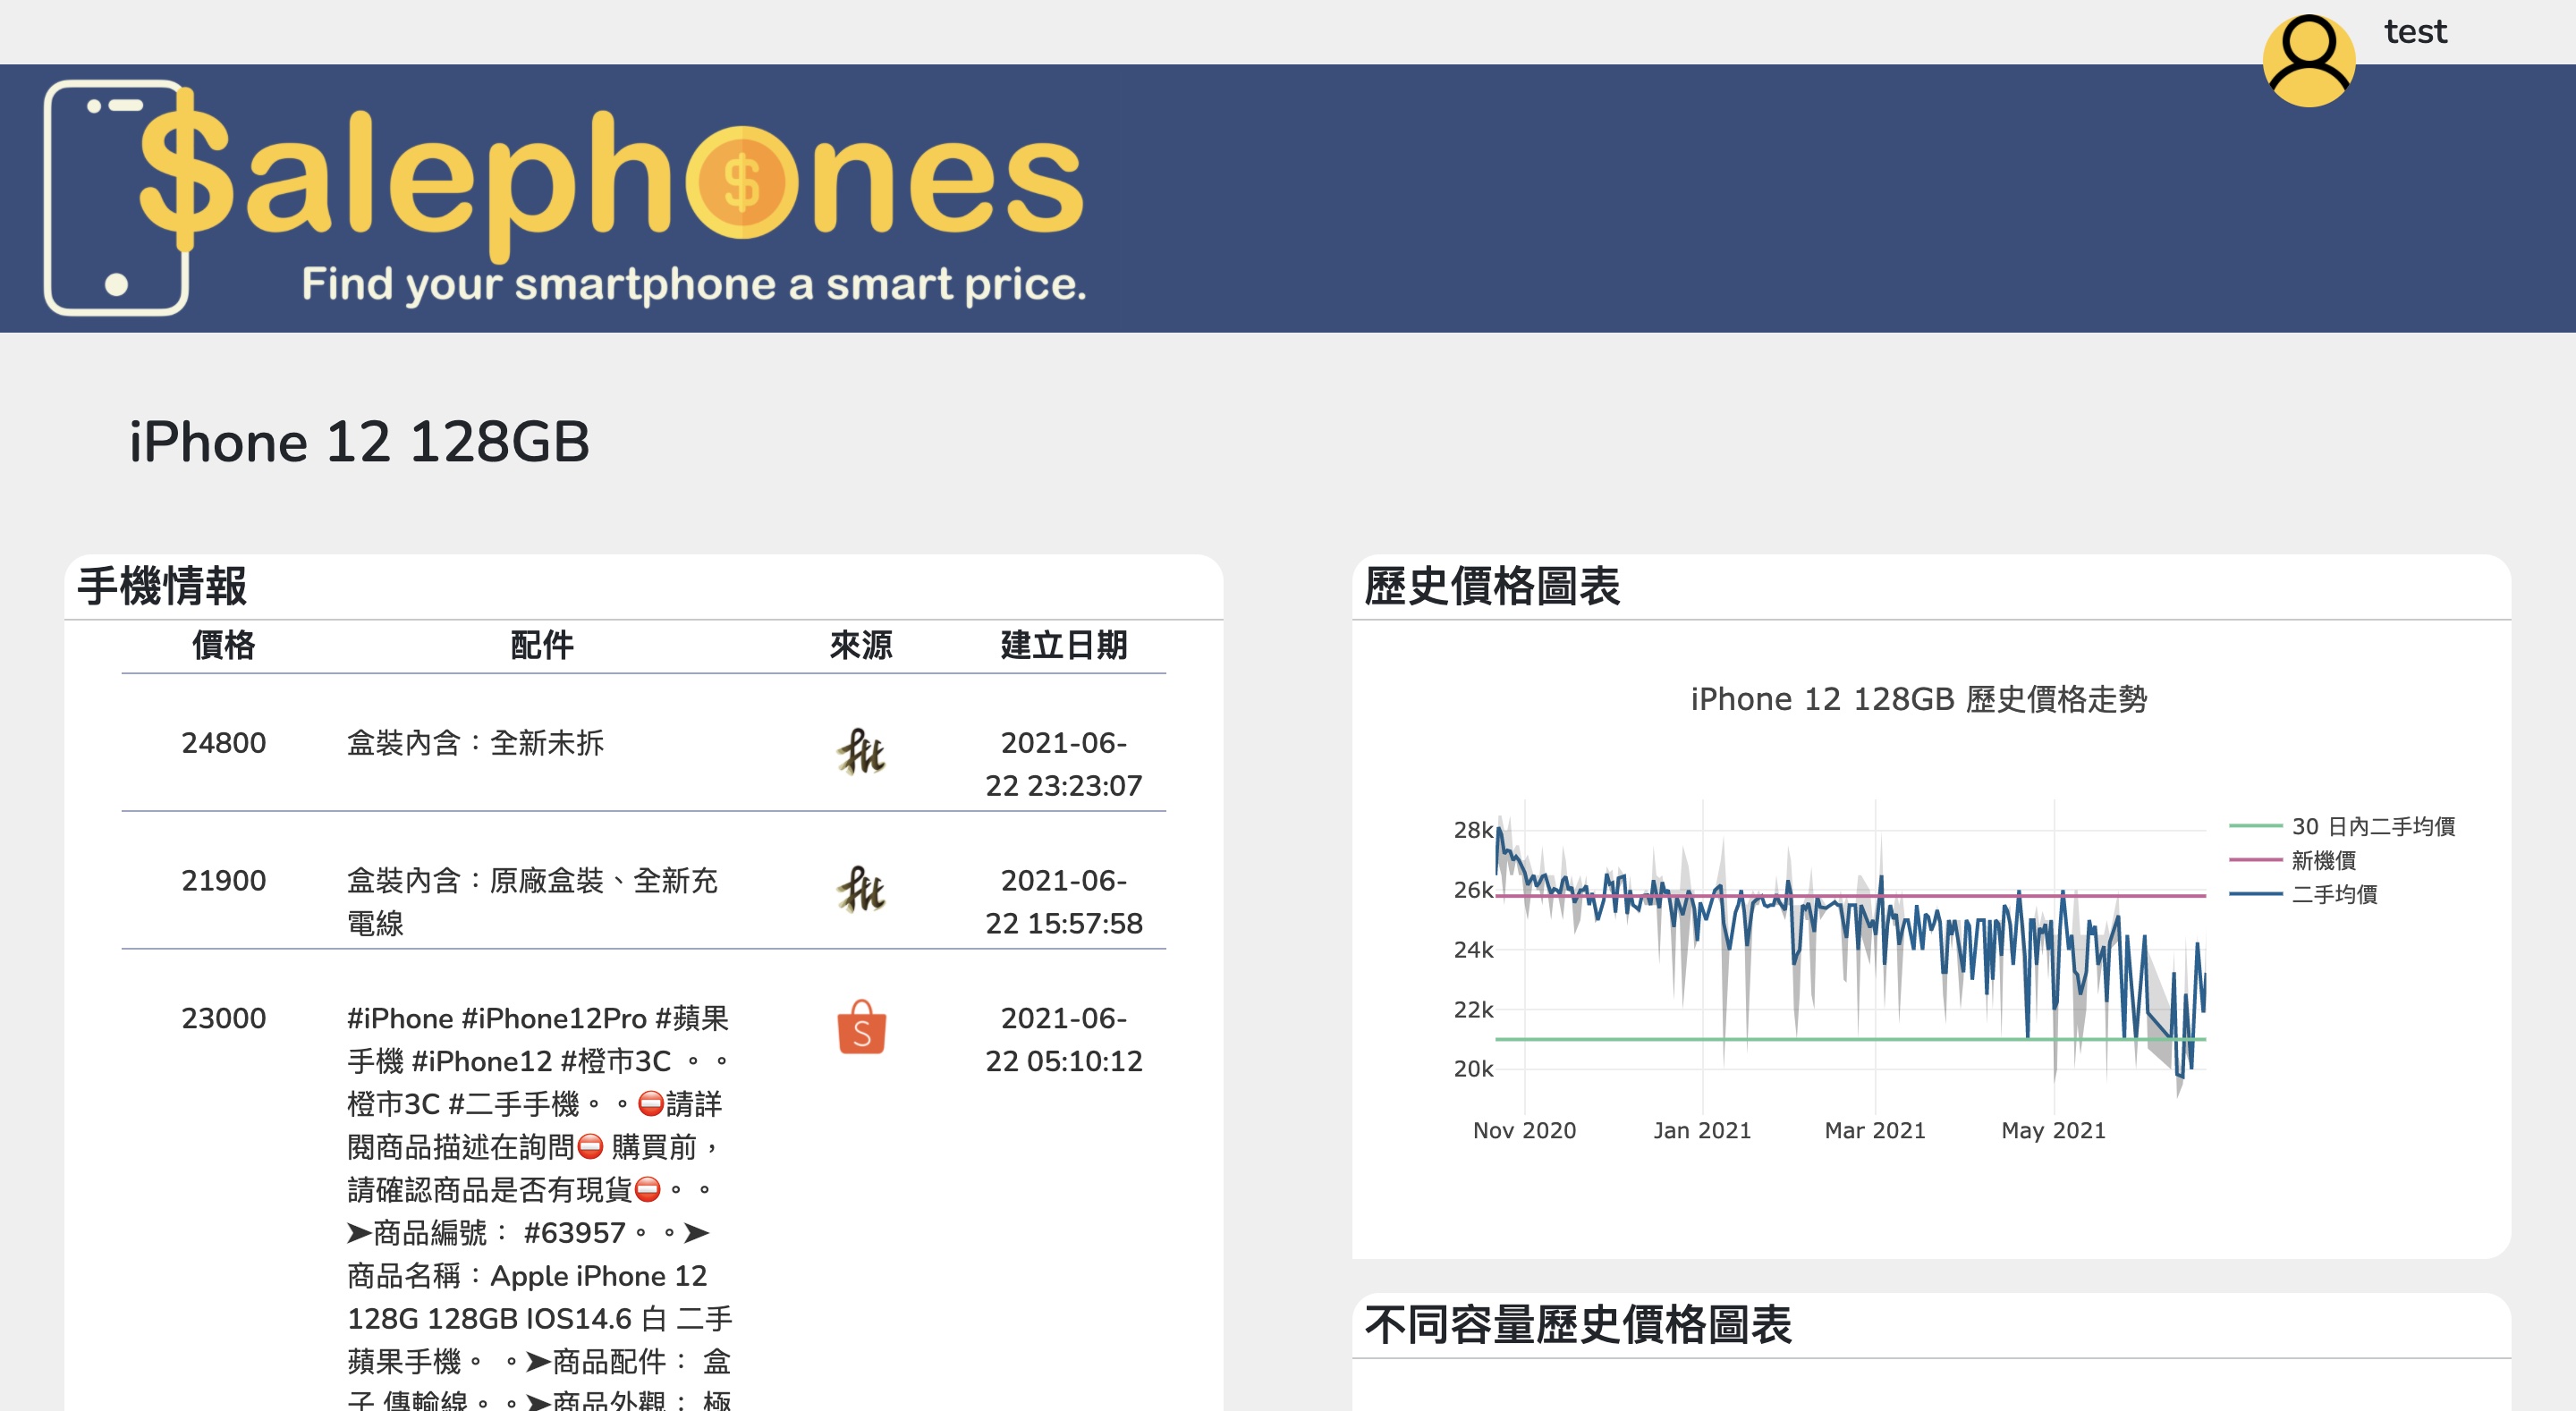 test
$alephones
Find your smartphone a smart price.
iPhone 12 128GB
手機情報
價格 配件 來源 建立日期
24800 盒裝內含：全新未拆 2021-06-
22 23:23:07
21900 盒裝內含：原廠盒裝、全新充 2021-06-
電線 22 15:57:58
23000 #iPhone #iPhone12Pro #蘋果 2021-06-
手機 #iPhone12 #橙市3C 。。 22 05:10:12
橙市3C #二手手機。。⛔請詳
閱商品描述在詢問⛔ 購買前，
請確認商品是否有現貨⛔。。
➤商品編號： #63957。。➤
商品名稱：Apple iPhone 12
128G 128GB IOS14.6 白 二手
蘋果手機。 。➤商品配件： 盒
子 傳輸線。。➤商品外觀： 極
歷史價格圖表
iPhone 12 128GB 歷史價格走勢
28k
26k
24k
22k
20k
Nov 2020 Jan 2021 Mar 2021 May 2021
30 日內二手均價
新機價
二手均價
不同容量歷史價格圖表